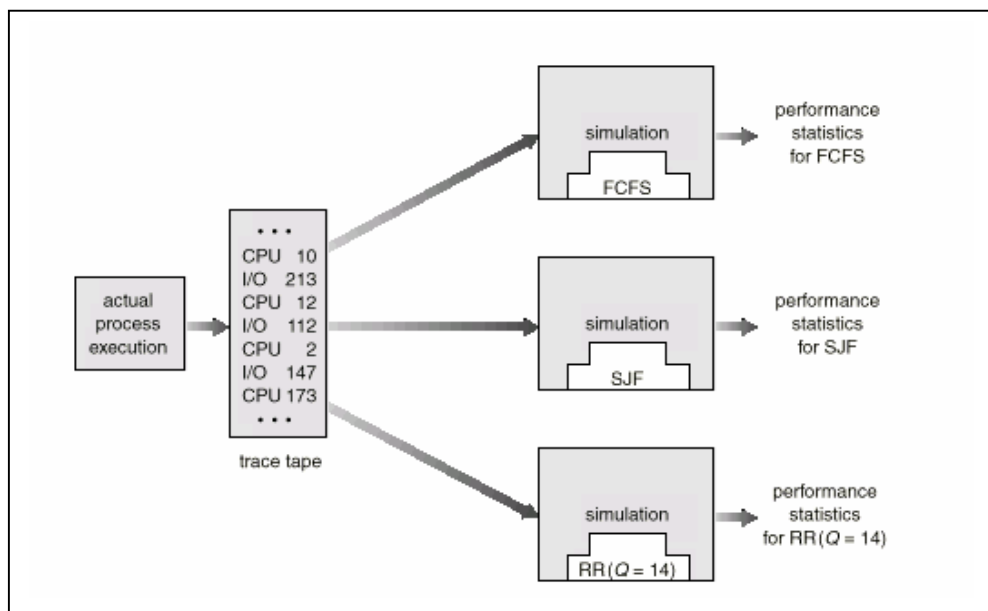 actual
process
execution
• • •
CPU 10
I/O 213
CPU 12
I/O 112
CPU 2
I/O 147
CPU 173
• • •
trace tape
simulation
FCFS
performance
statistics
for FCFS
simulation
SJF
performance
statistics
for SJF
simulation
RR(Q = 14)
performance
statistics
for RR(Q = 14)